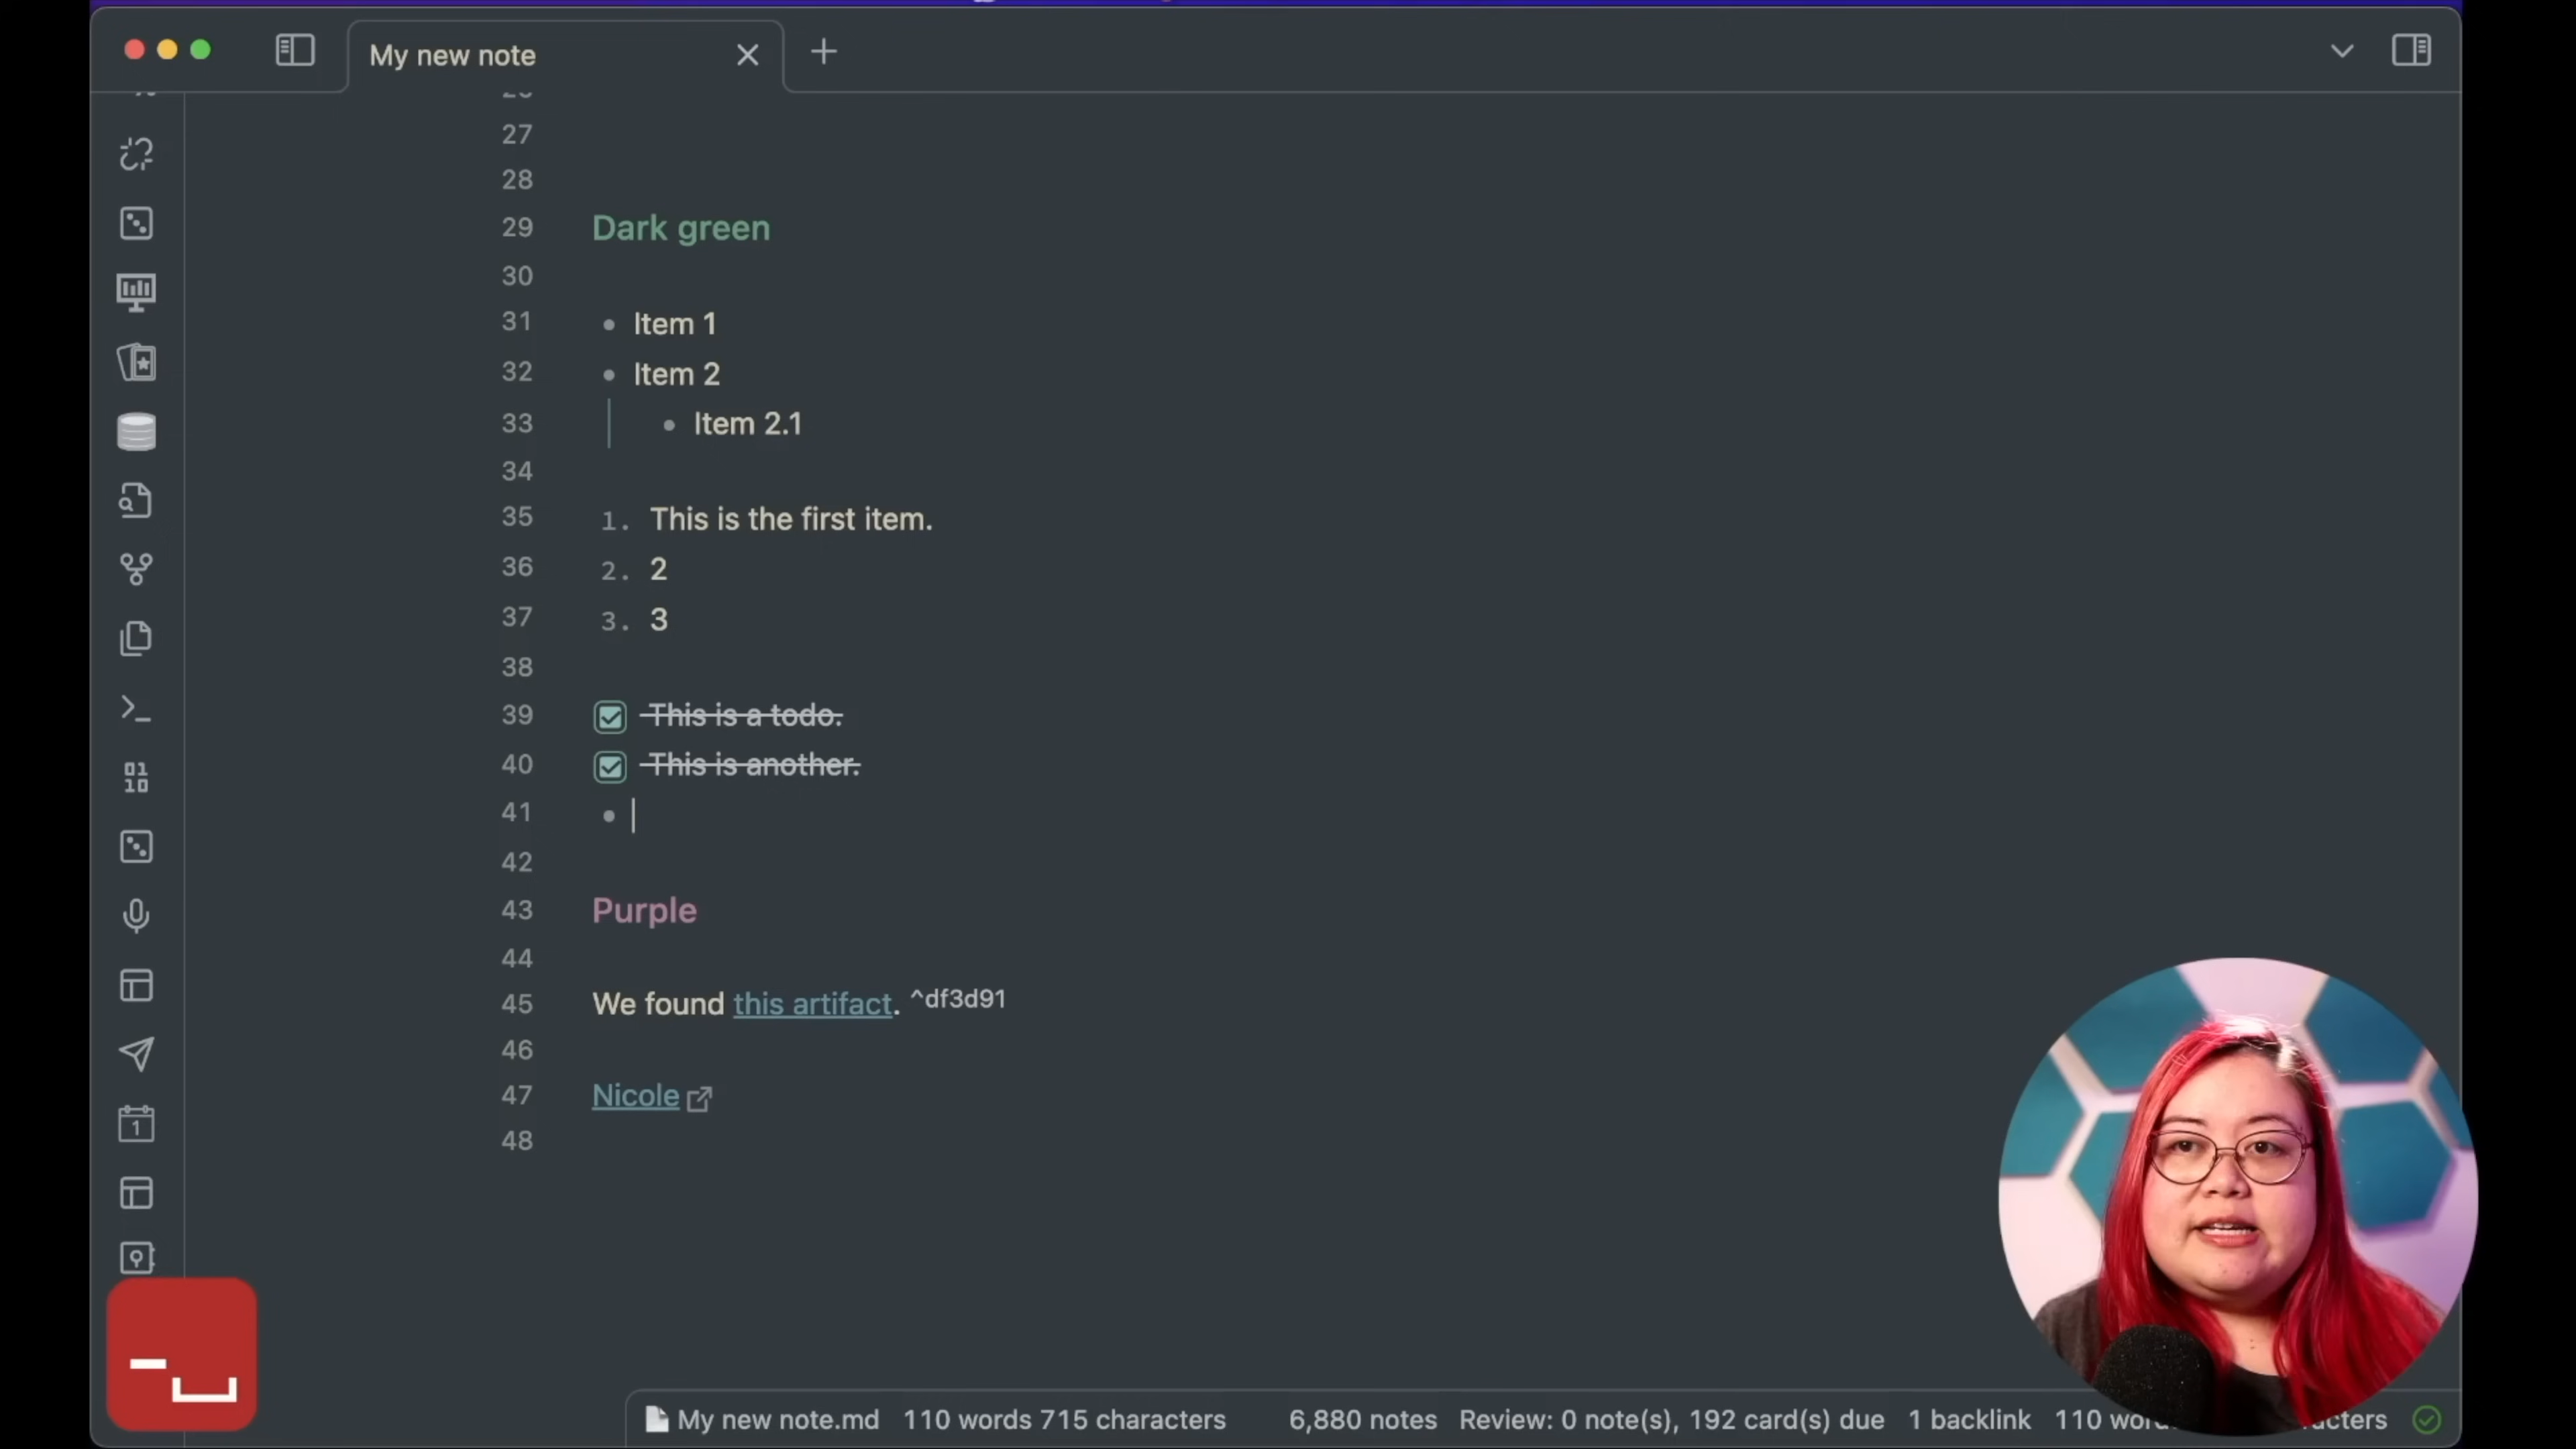 My new note
27
28
29 Dark green
30
31 Item 1
32 Item 2
33 Item 2.1
34
35 1. This is the first item.
36 2. 2
37 3. 3
38
39 This is a todo.
40 This is another.
41
42
43 Purple
44
45 We found this artifact. ^df3d91
46
47 Nicole
48
My new note.md 110 words 715 characters 6,880 notes Review: 0 note(s), 192 card(s) due 1 backlink 110